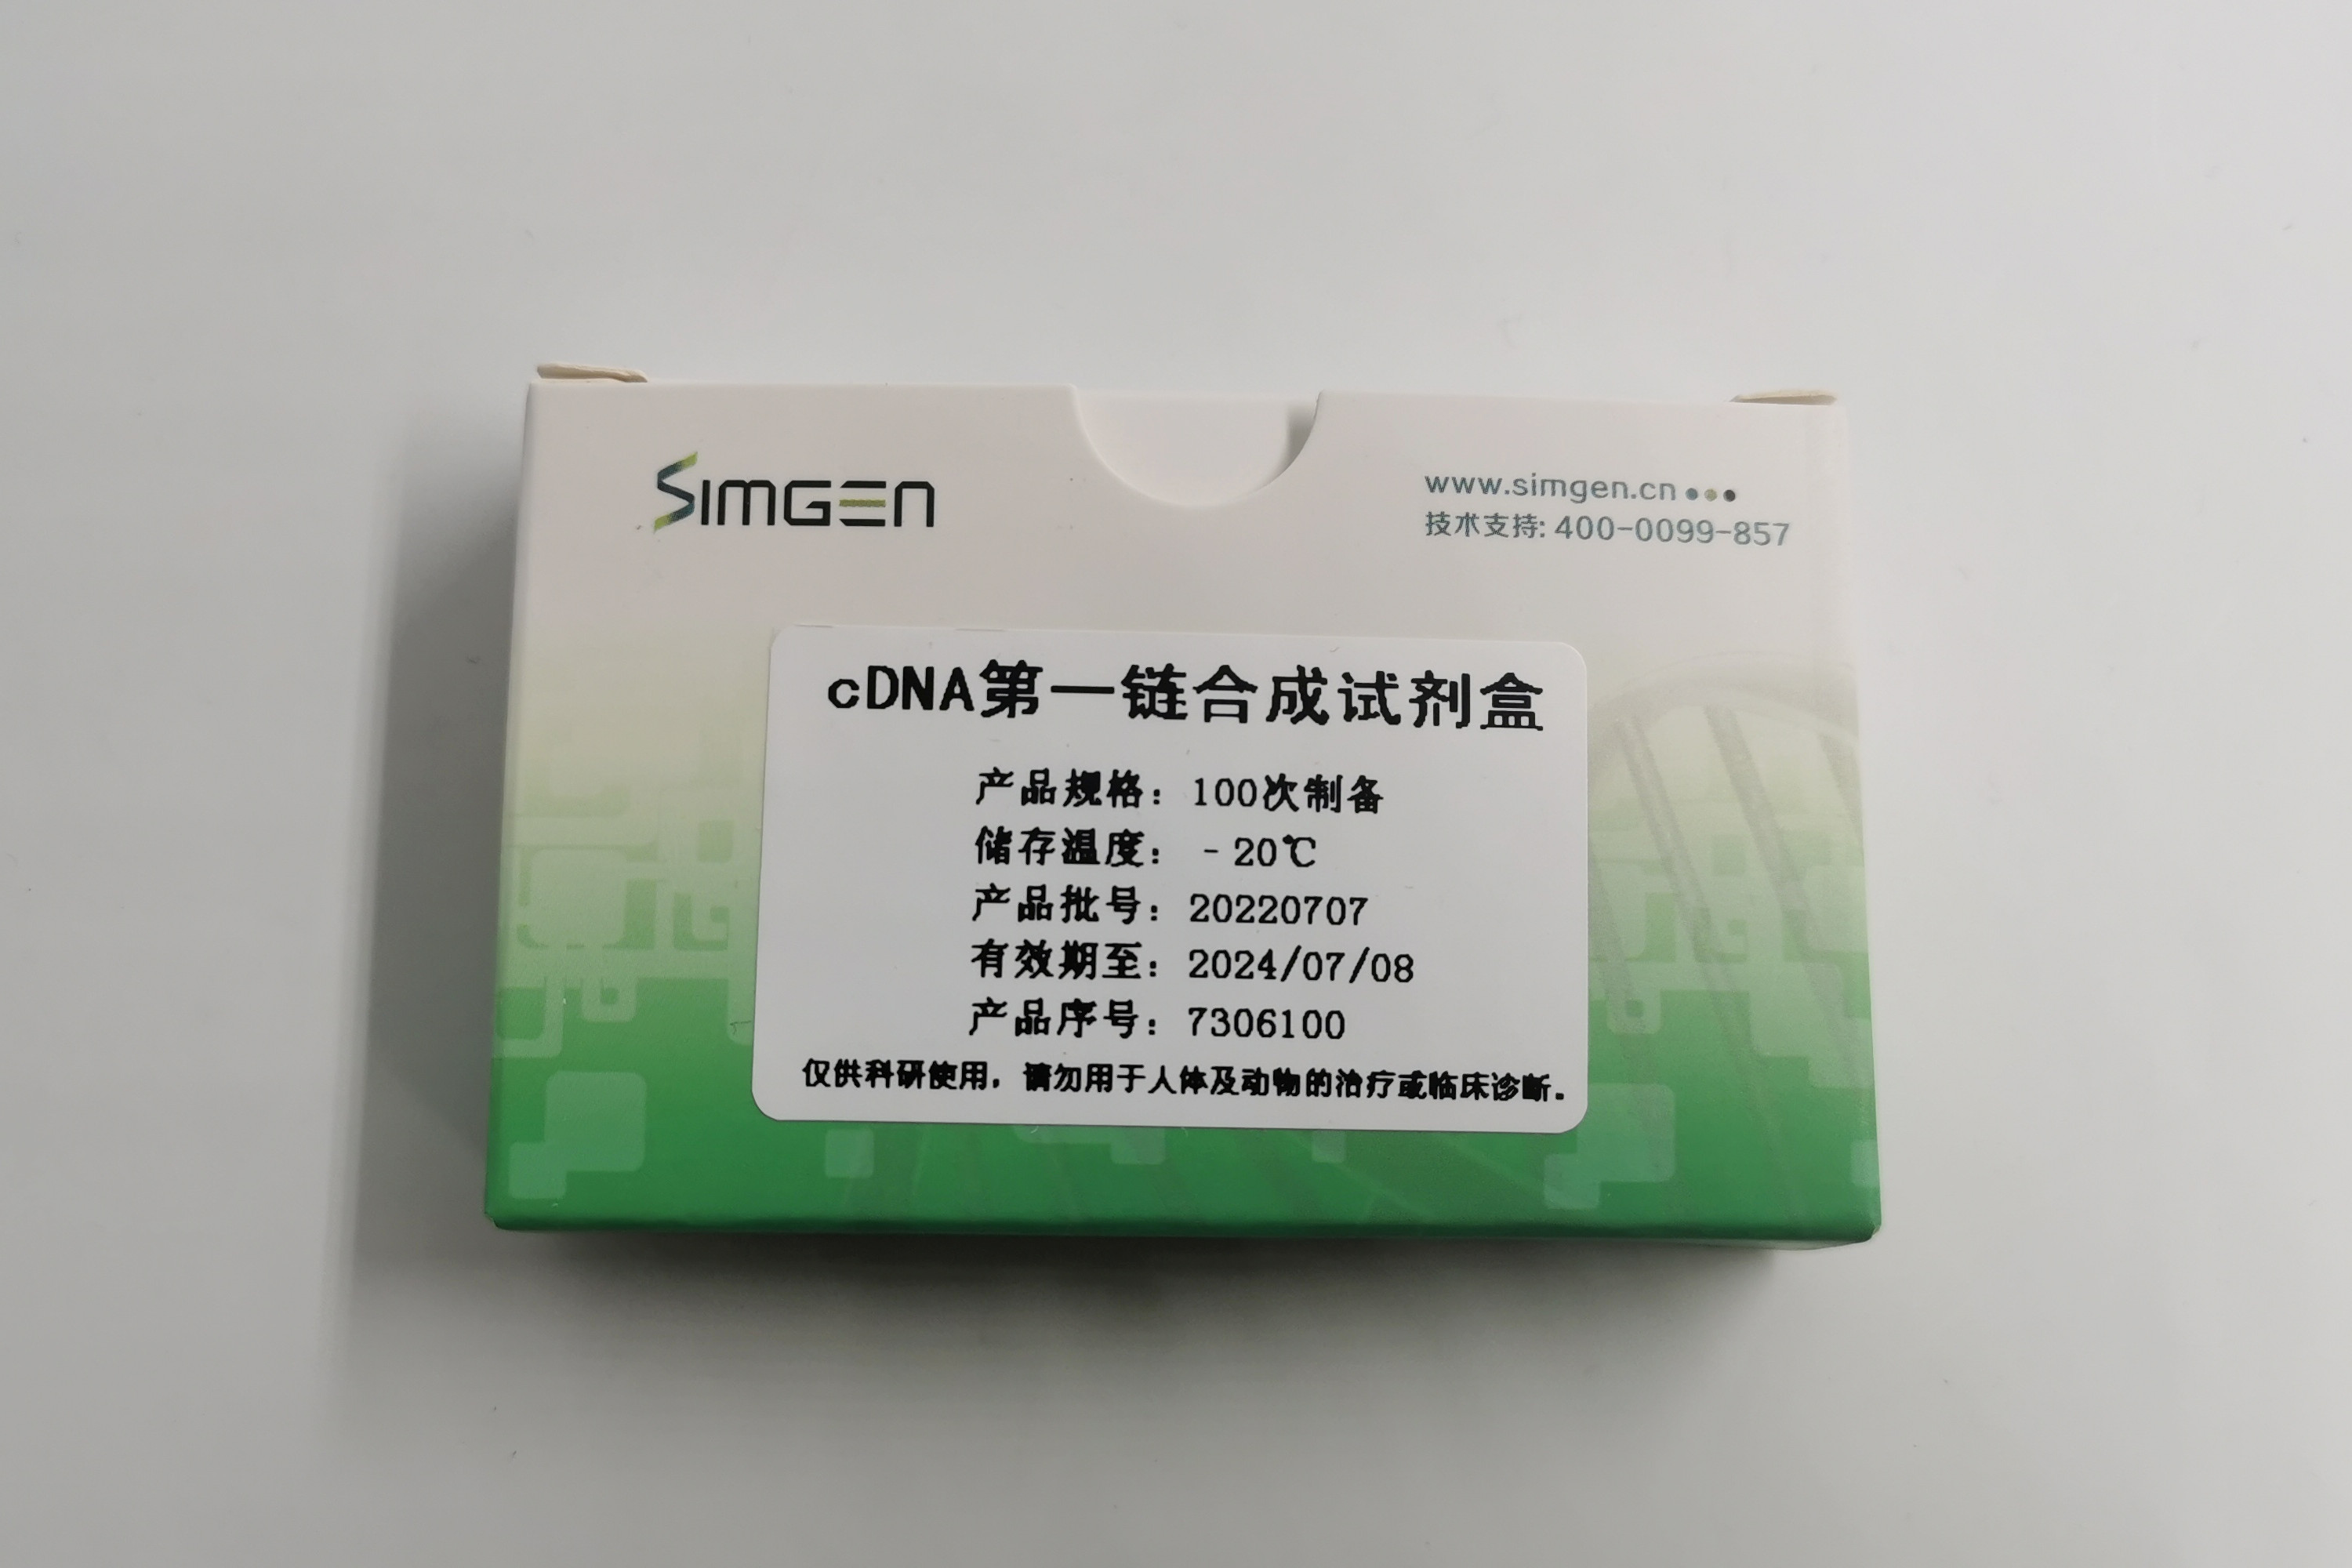 SIMGEN
www.simgen.cn
技术支持: 400-0099-857
cDNA第一链合成试剂盒
产品规格：100次制备
储存温度：-20℃
产品批号：20220707
有效期至：2024/07/08
产品序号：7306100
仅供科研使用，请勿用于人体及动物的治疗或临床诊断。